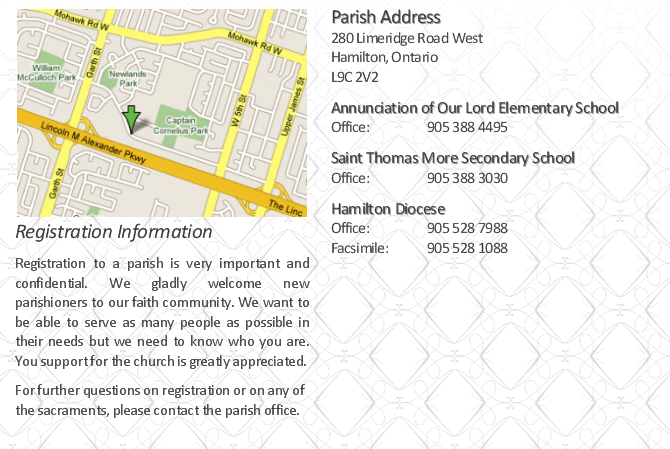 Mohawk Rd W
Mohawk Rd W
Garth St
William
McCulloch Park
Newlands
Park
Captain
Cornelius Park
W 5th St
Upper James St
Lincoln M Alexander Pkwy
Garth St
The Linc
Registration Information
Registration to a parish is very important and
confidential. We gladly welcome new
parishioners to our faith community. We want to
be able to serve as many people as possible in
their needs but we need to know who you are.
You support for the church is greatly appreciated.
For further questions on registration or on any of
the sacraments, please contact the parish office.
Parish Address
280 Limeridge Road West
Hamilton, Ontario
L9C 2V2
Annunciation of Our Lord Elementary School
Office: 905 388 4495
Saint Thomas More Secondary School
Office: 905 388 3030
Hamilton Diocese
Office: 905 528 7988
Facsimile: 905 528 1088